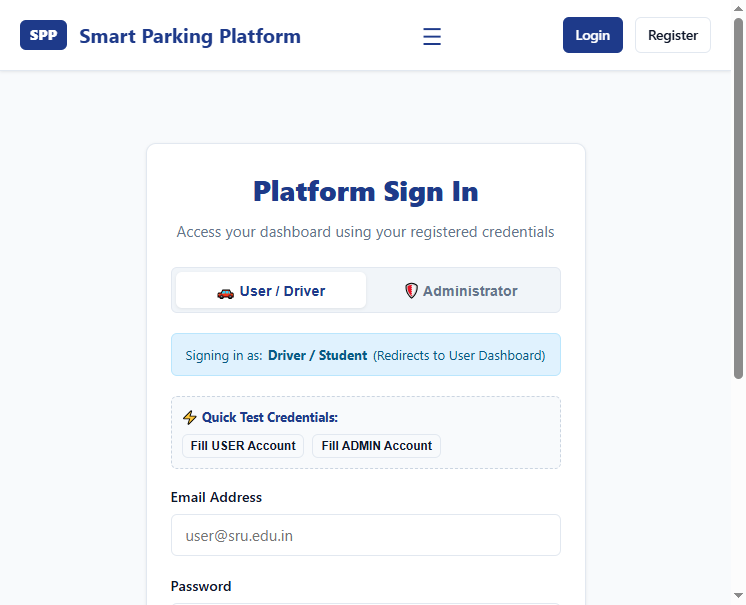 SPP Smart Parking Platform ☰ Login Register
Platform Sign In
Access your dashboard using your registered credentials
🚗 User / Driver 🛡 Administrator
Signing in as: Driver / Student (Redirects to User Dashboard)
⚡ Quick Test Credentials:
Fill USER Account Fill ADMIN Account
Email Address
user@sru.edu.in
Password